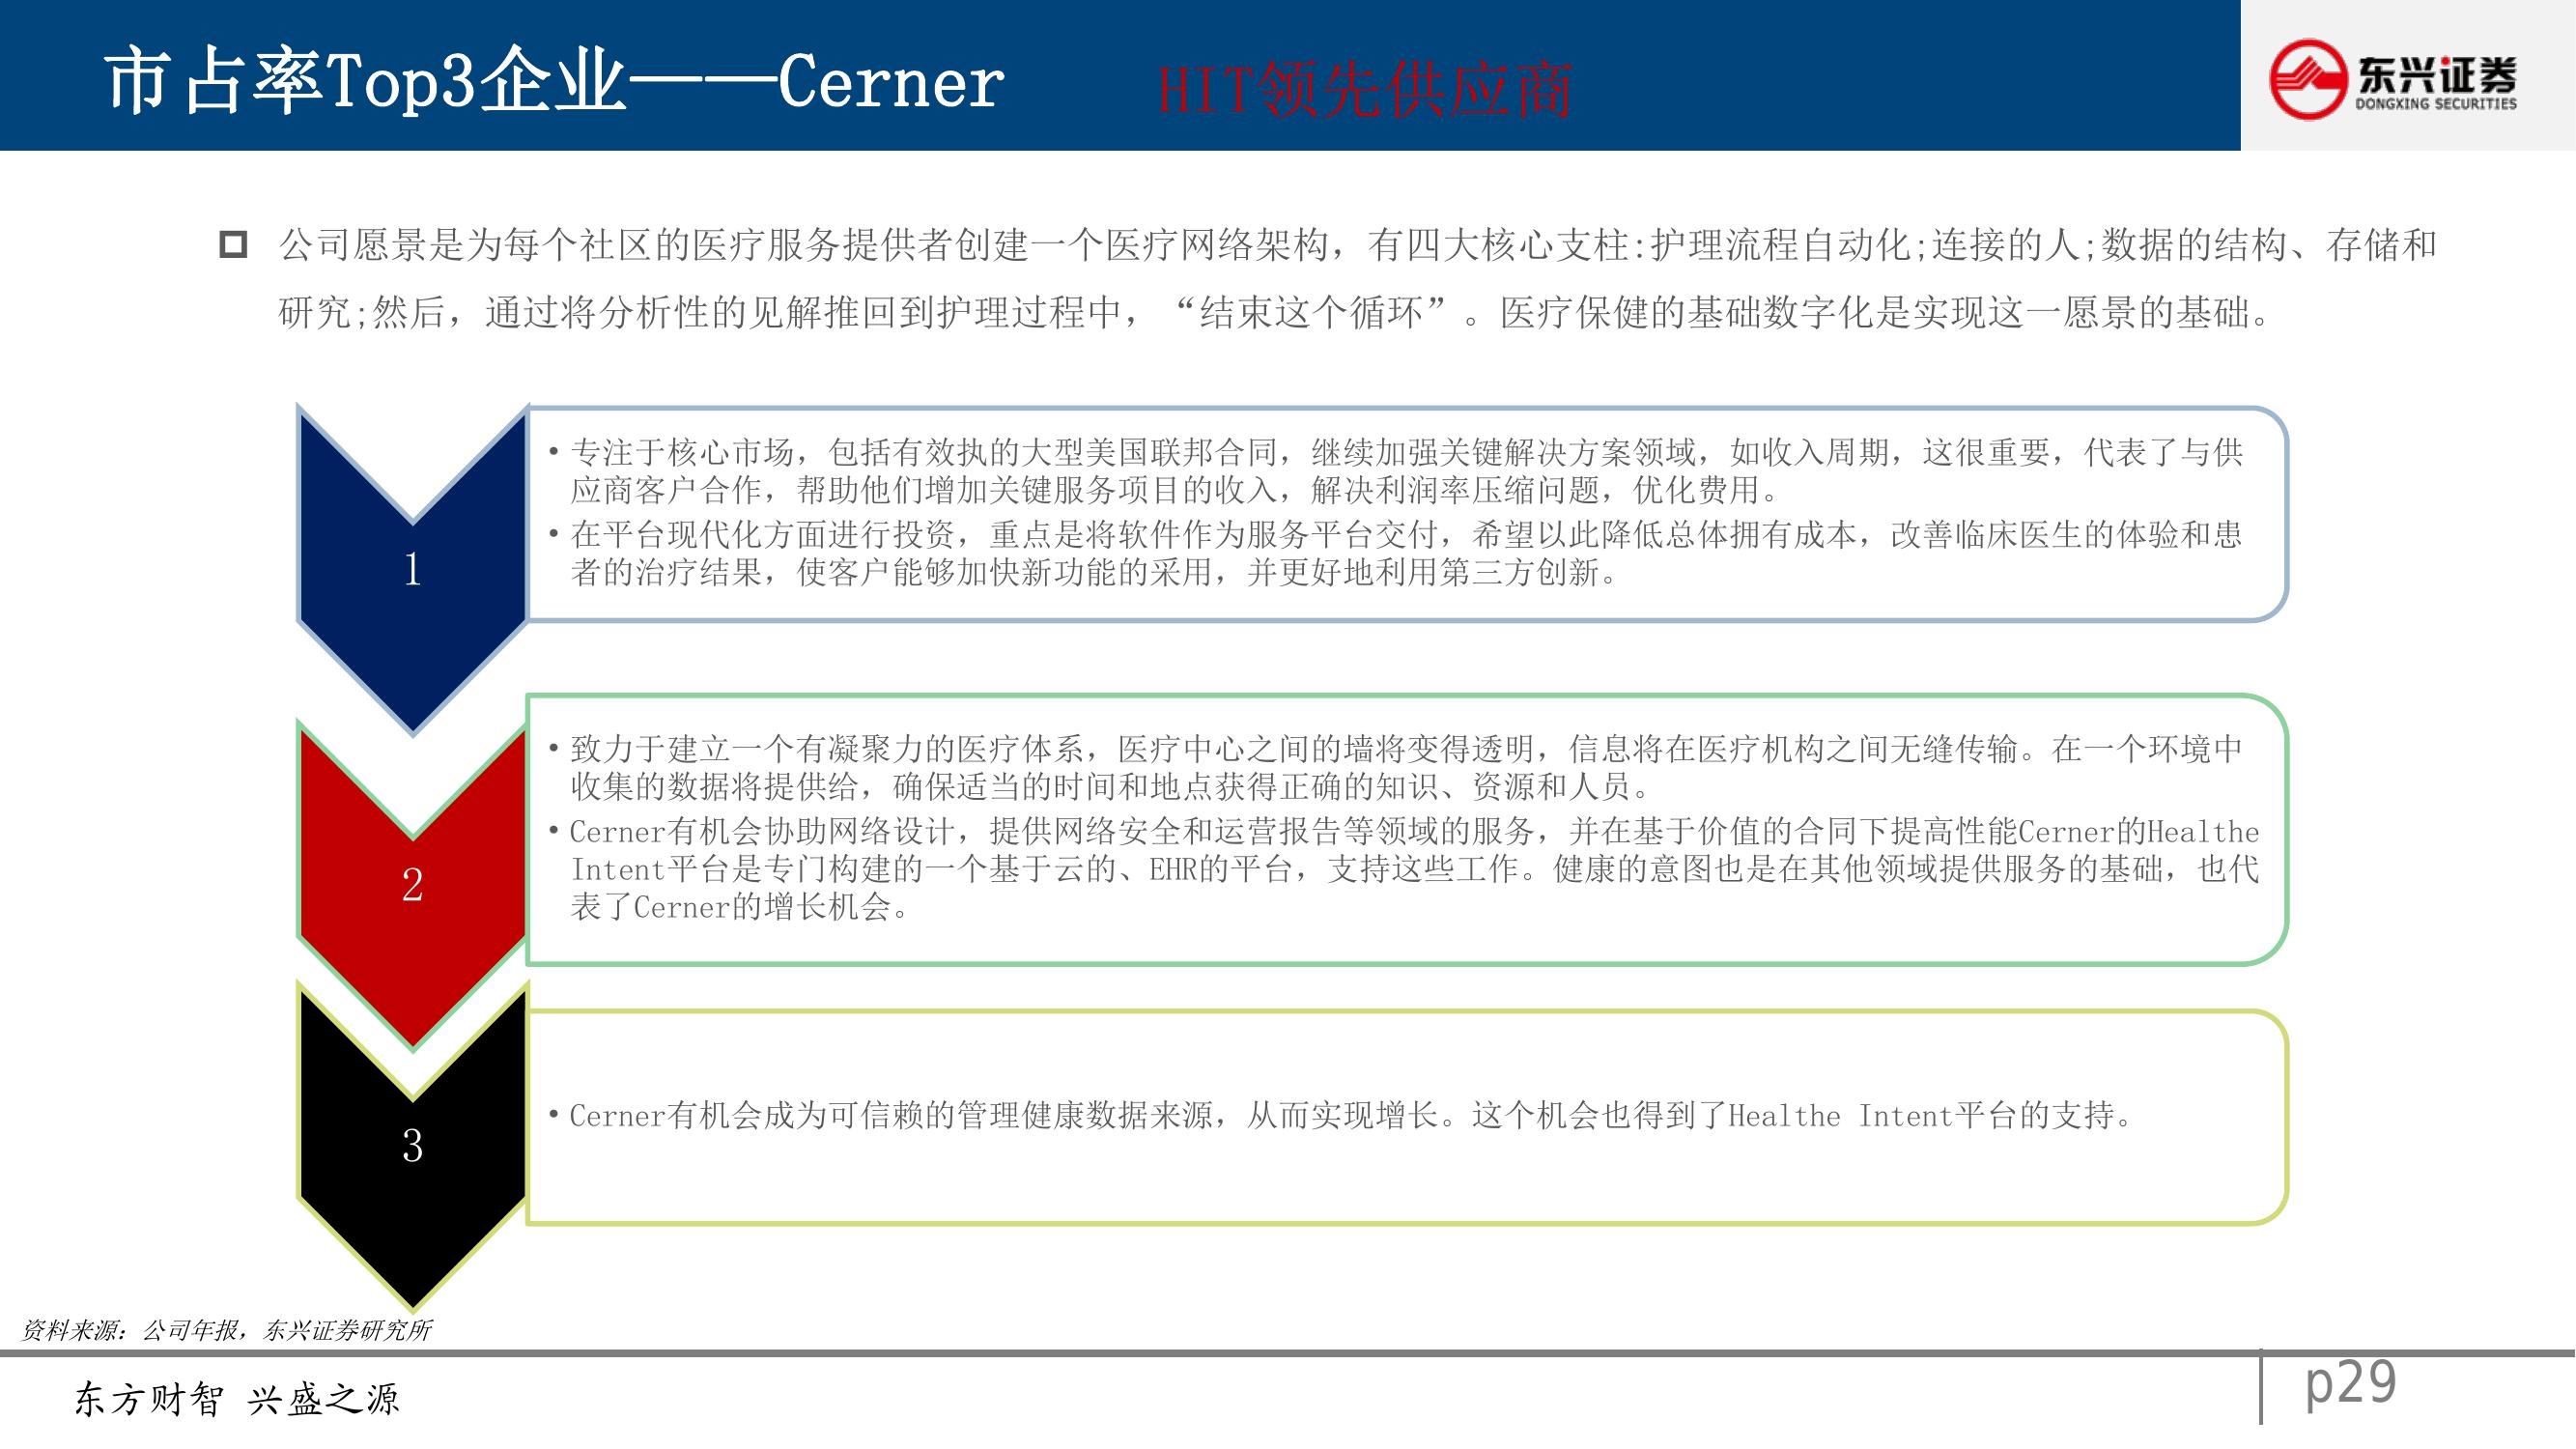 市占率Top3企业——Cerner
HIT领先供应商
东兴证券
DONGXING SECURITIES
公司愿景是为每个社区的医疗服务提供者创建一个医疗网络架构，有四大核心支柱:护理流程自动化;连接的人;数据的结构、存储和
研究;然后，通过将分析性的见解推回到护理过程中，“结束这个循环”。医疗保健的基础数字化是实现这一愿景的基础。
1
•专注于核心市场，包括有效执的大型美国联邦合同，继续加强关键解决方案领域，如收入周期，这很重要，代表了与供
应商客户合作，帮助他们增加关键服务项目的收入，解决利润率压缩问题，优化费用。
•在平台现代化方面进行投资，重点是将软件作为服务平台交付，希望以此降低总体拥有成本，改善临床医生的体验和患
者的治疗结果，使客户能够加快新功能的采用，并更好地利用第三方创新。
2
•致力于建立一个有凝聚力的医疗体系，医疗中心之间的墙将变得透明，信息将在医疗机构之间无缝传输。在一个环境中
收集的数据将提供给，确保适当的时间和地点获得正确的知识、资源和人员。
•Cerner有机会协助网络设计，提供网络安全和运营报告等领域的服务，并在基于价值的合同下提高性能Cerner的Healthe
Intent平台是专门构建的一个基于云的、EHR的平台，支持这些工作。健康的意图也是在其他领域提供服务的基础，也代
表了Cerner的增长机会。
3
•Cerner有机会成为可信赖的管理健康数据来源，从而实现增长。这个机会也得到了Healthe Intent平台的支持。
资料来源：公司年报，东兴证券研究所
东方财智 兴盛之源
p29